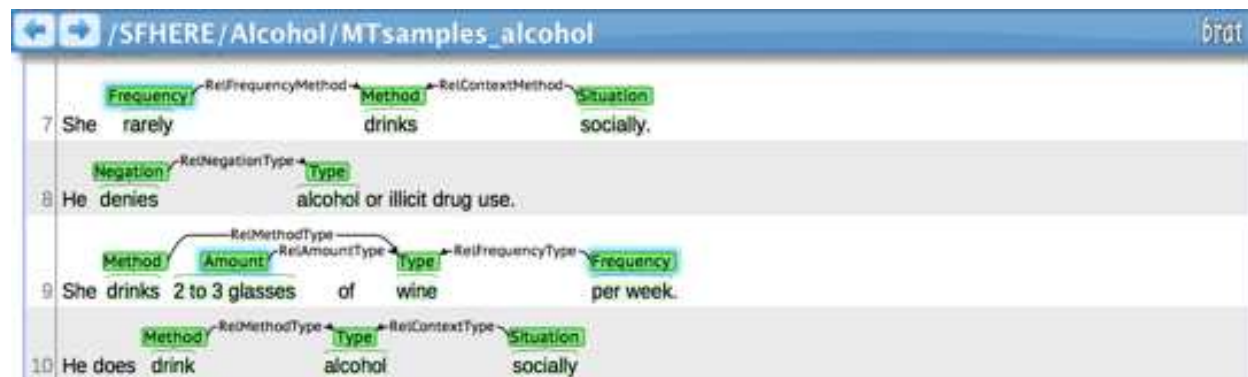 /SFHERE/Alcohol/MTsamples_alcohol brat
Frequency RelFrequencyMethod Method RelContextMethod Situation
7 She rarely drinks socially.
Negation RelNegationType Type
8 He denies alcohol or illicit drug use.
RelMethodType
Method Amount RelAmountType Type RelFrequencyType Frequency
9 She drinks 2 to 3 glasses of wine per week.
Method RelMethodType Type RelContextType Situation
10 He does drink alcohol socially